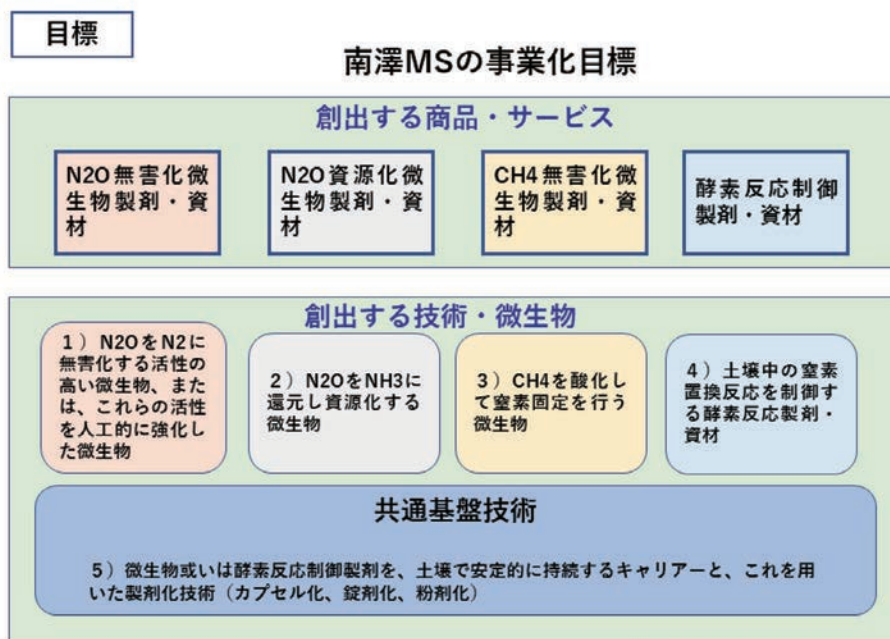 目標
南澤MSの事業化目標
創出する商品・サービス
N2O無害化微
生物製剤・資
材
N2O資源化微
生物製剤・資
材
CH4無害化微
生物製剤・資
材
酵素反応制御
製剤・資材
創出する技術・微生物
1）N2OをN2に
無害化する活性の
高い微生物、また
は、これらの活性
を人工的に強化し
た微生物
2）N2OをNH3に
還元し資源化する
微生物
3）CH4を酸化し
て窒素固定を行う
微生物
4）土壌中の窒素
置換反応を制御す
る酵素反応製剤・
資材
共通基盤技術
5）微生物或いは酵素反応制御製剤を、土壌で安定的に持続するキャリアーと、これを用
いた製剤化技術（カプセル化、錠剤化、粉剤化）